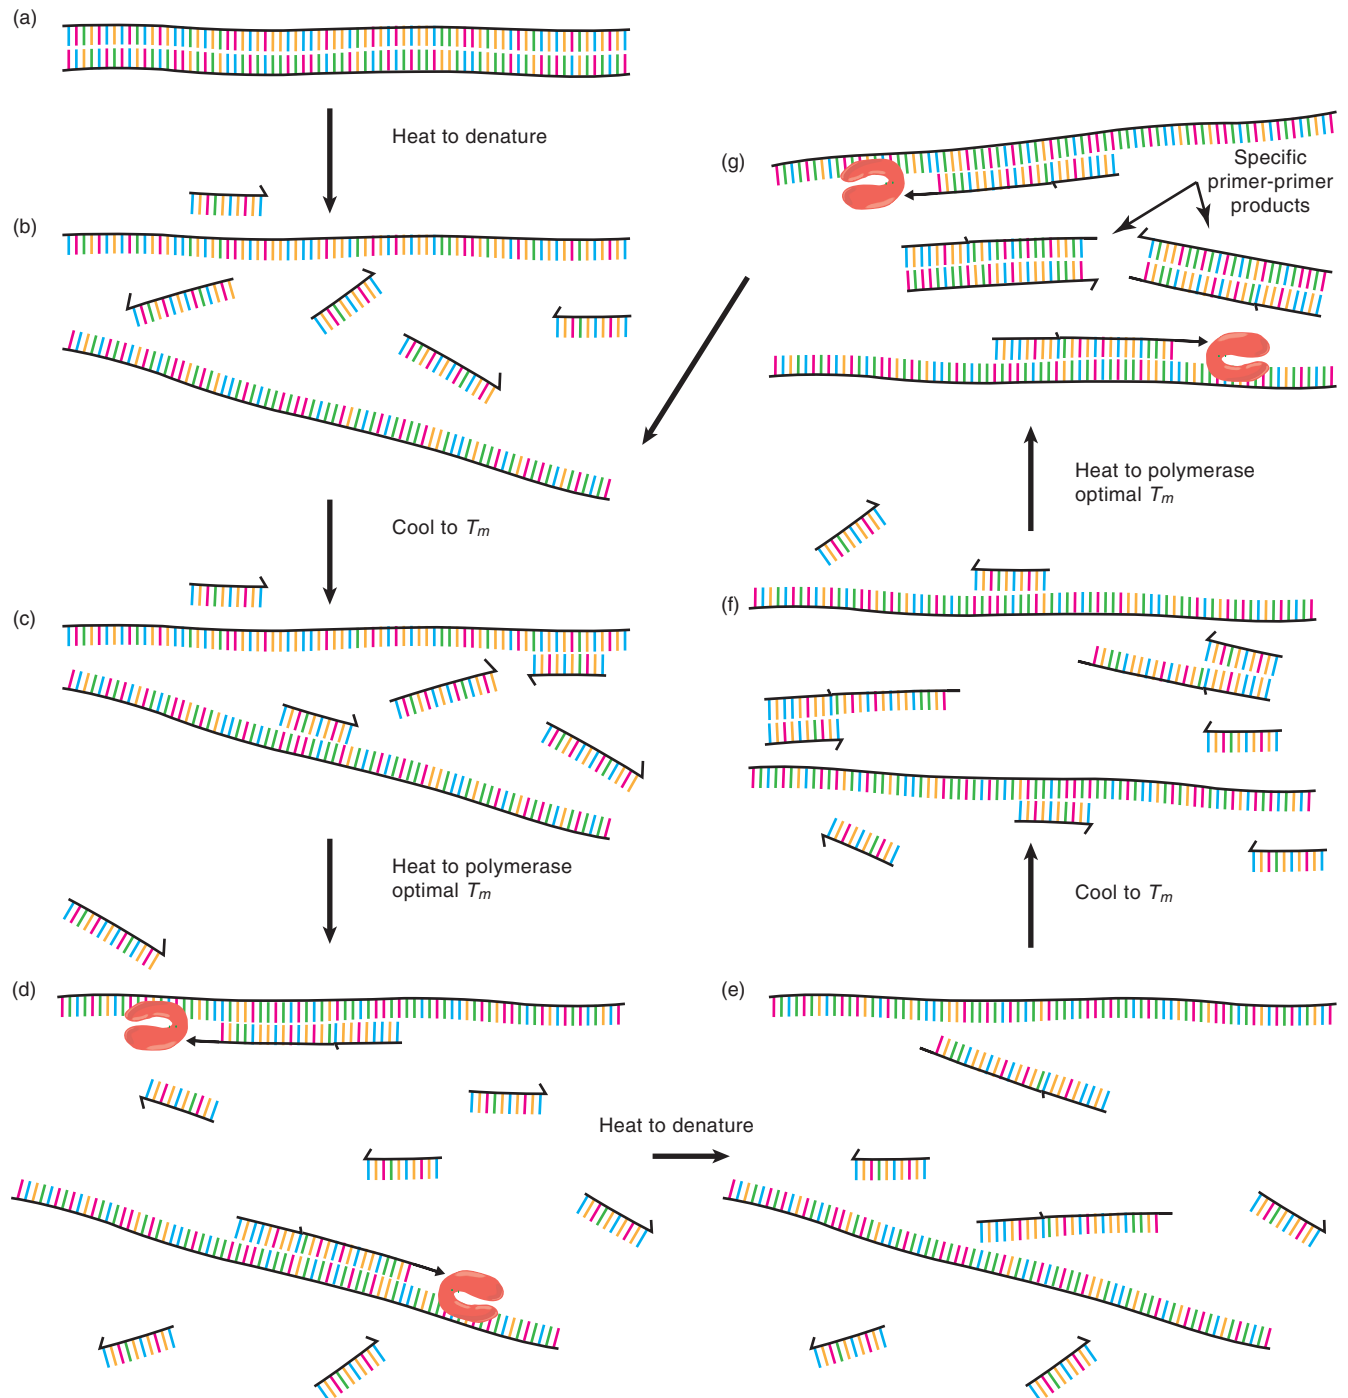 (a)
Heat to denature
(b)
Cool to Tm
(c)
Heat to polymerase
optimal Tm
(d)
Heat to denature
(e)
Cool to Tm
(f)
Heat to polymerase
optimal Tm
(g)
Specific
primer-primer
products